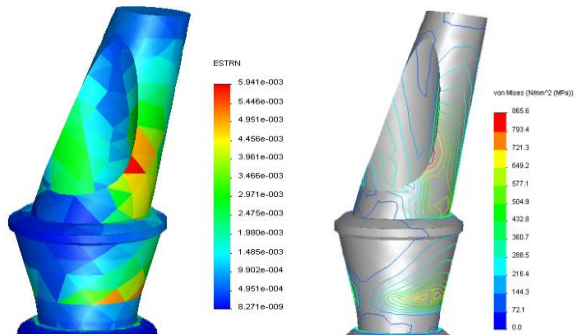 ESTRN
5.941e-003
5.446e-003
4.951e-003
4.456e-003
3.961e-003
3.466e-003
2.971e-003
2.475e-003
1.980e-003
1.485e-003
9.902e-004
4.951e-004
8.271e-009
von Mises (N/mm^2 (MPa))
865.6
793.4
721.3
649.2
577.1
504.9
432.8
360.7
288.5
216.4
144.3
72.1
0.0